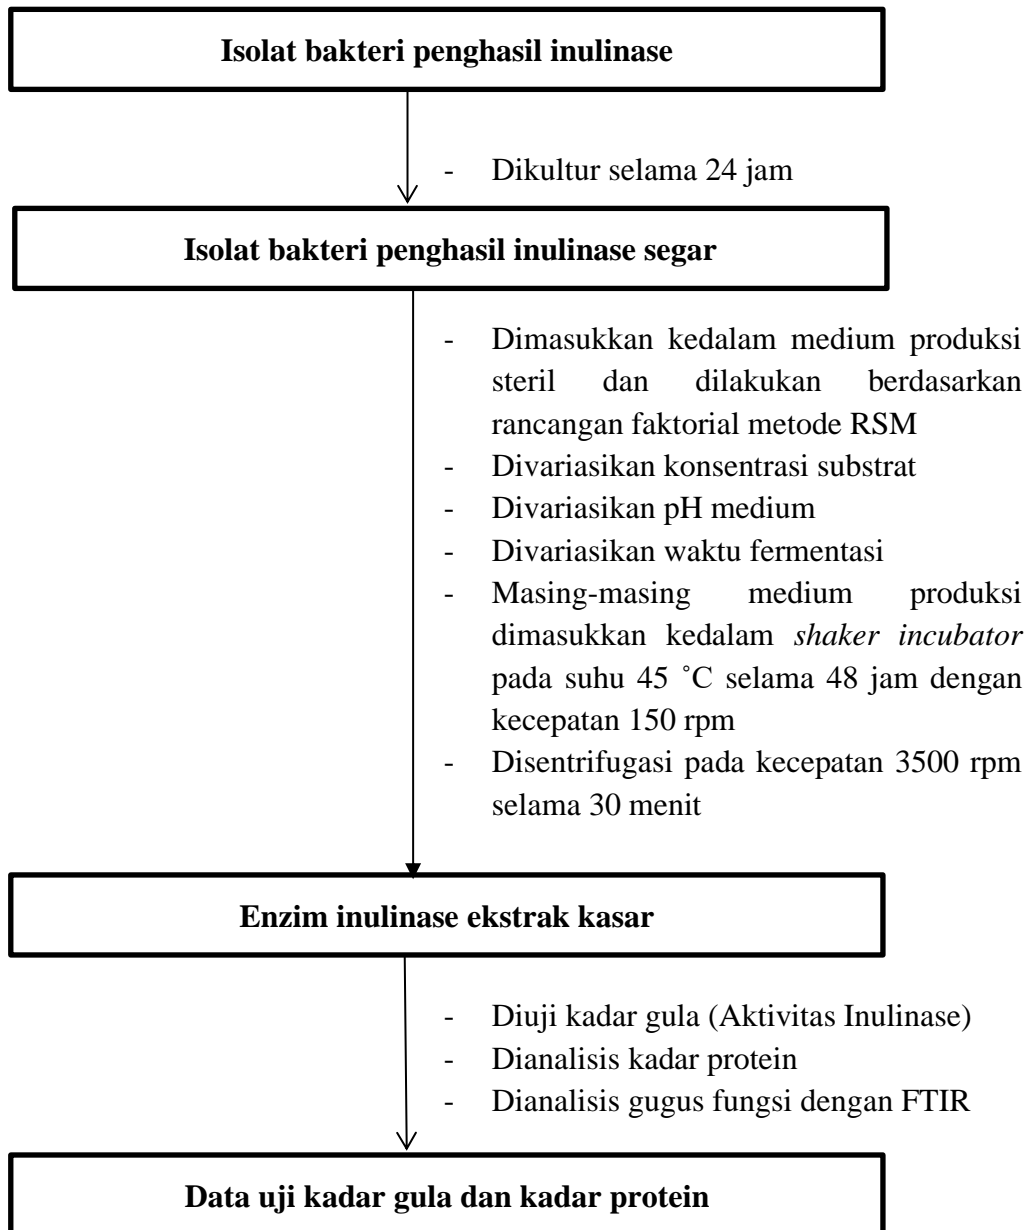 Isolat bakteri penghasil inulinase
- Dikultur selama 24 jam
Isolat bakteri penghasil inulinase segar
- Dimasukkan kedalam medium produksi
steril dan dilakukan berdasarkan
rancangan faktorial metode RSM
- Divariasikan konsentrasi substrat
- Divariasikan pH medium
- Divariasikan waktu fermentasi
- Masing-masing medium produksi
dimasukkan kedalam shaker incubator
pada suhu 45 ˚C selama 48 jam dengan
kecepatan 150 rpm
- Disentrifugasi pada kecepatan 3500 rpm
selama 30 menit
Enzim inulinase ekstrak kasar
- Diuji kadar gula (Aktivitas Inulinase)
- Dianalisis kadar protein
- Dianalisis gugus fungsi dengan FTIR
Data uji kadar gula dan kadar protein